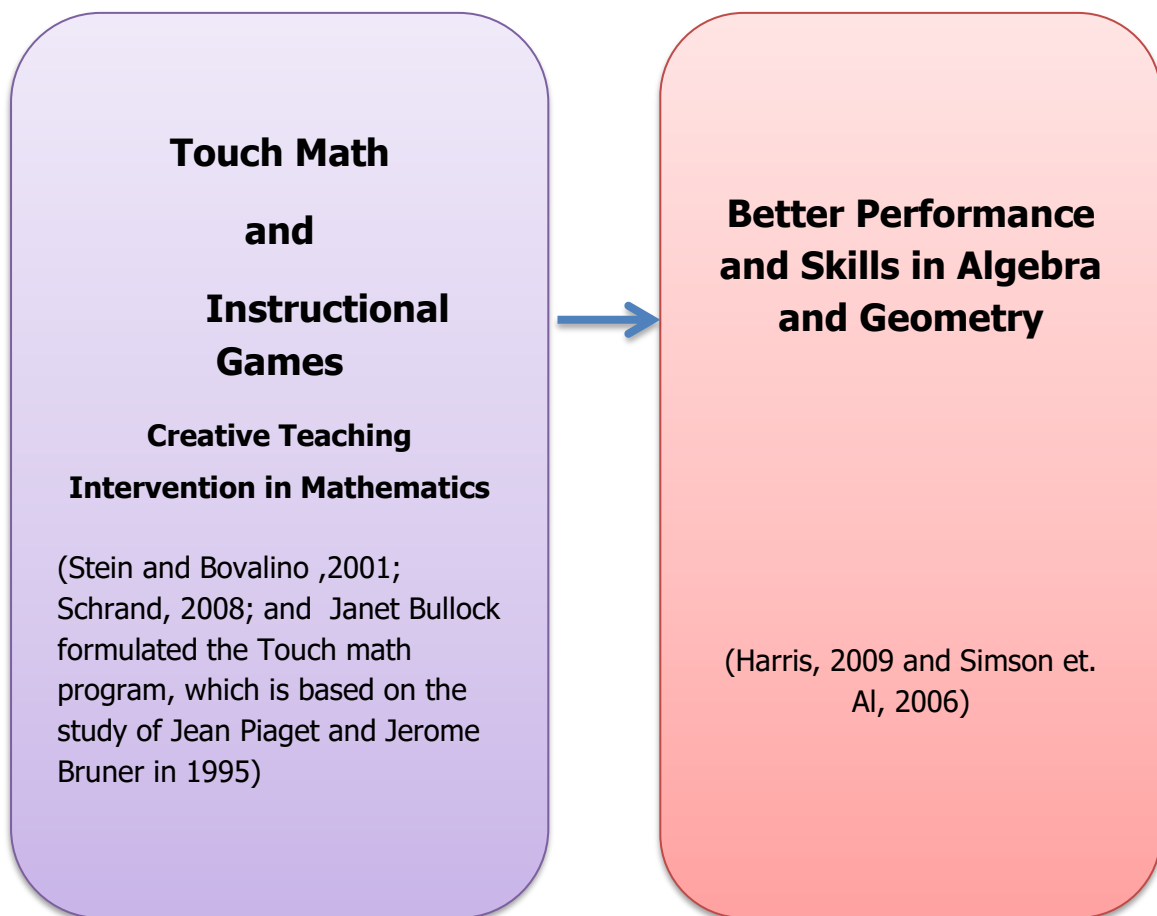 Touch Math
and
Instructional
Games
Creative Teaching
Intervention in Mathematics
(Stein and Bovalino ,2001;
Schrand, 2008; and  Janet Bullock
formulated the Touch math
program, which is based on the
study of Jean Piaget and Jerome
Bruner in 1995)
Better Performance
and Skills in Algebra
and Geometry
(Harris, 2009 and Simson et.
Al, 2006)